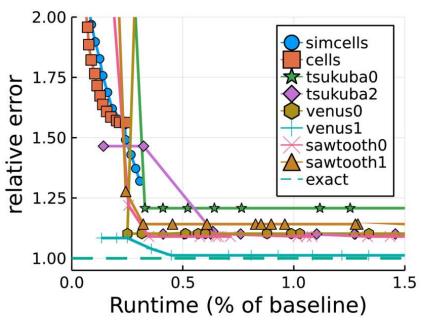 2.00
1.75
1.50
1.25
1.00
relative error
simcells
cells
tsukuba0
tsukuba2
venus0
venus1
sawtooth0
sawtooth1
exact
0.0 0.5 1.0 1.5
Runtime (% of baseline)